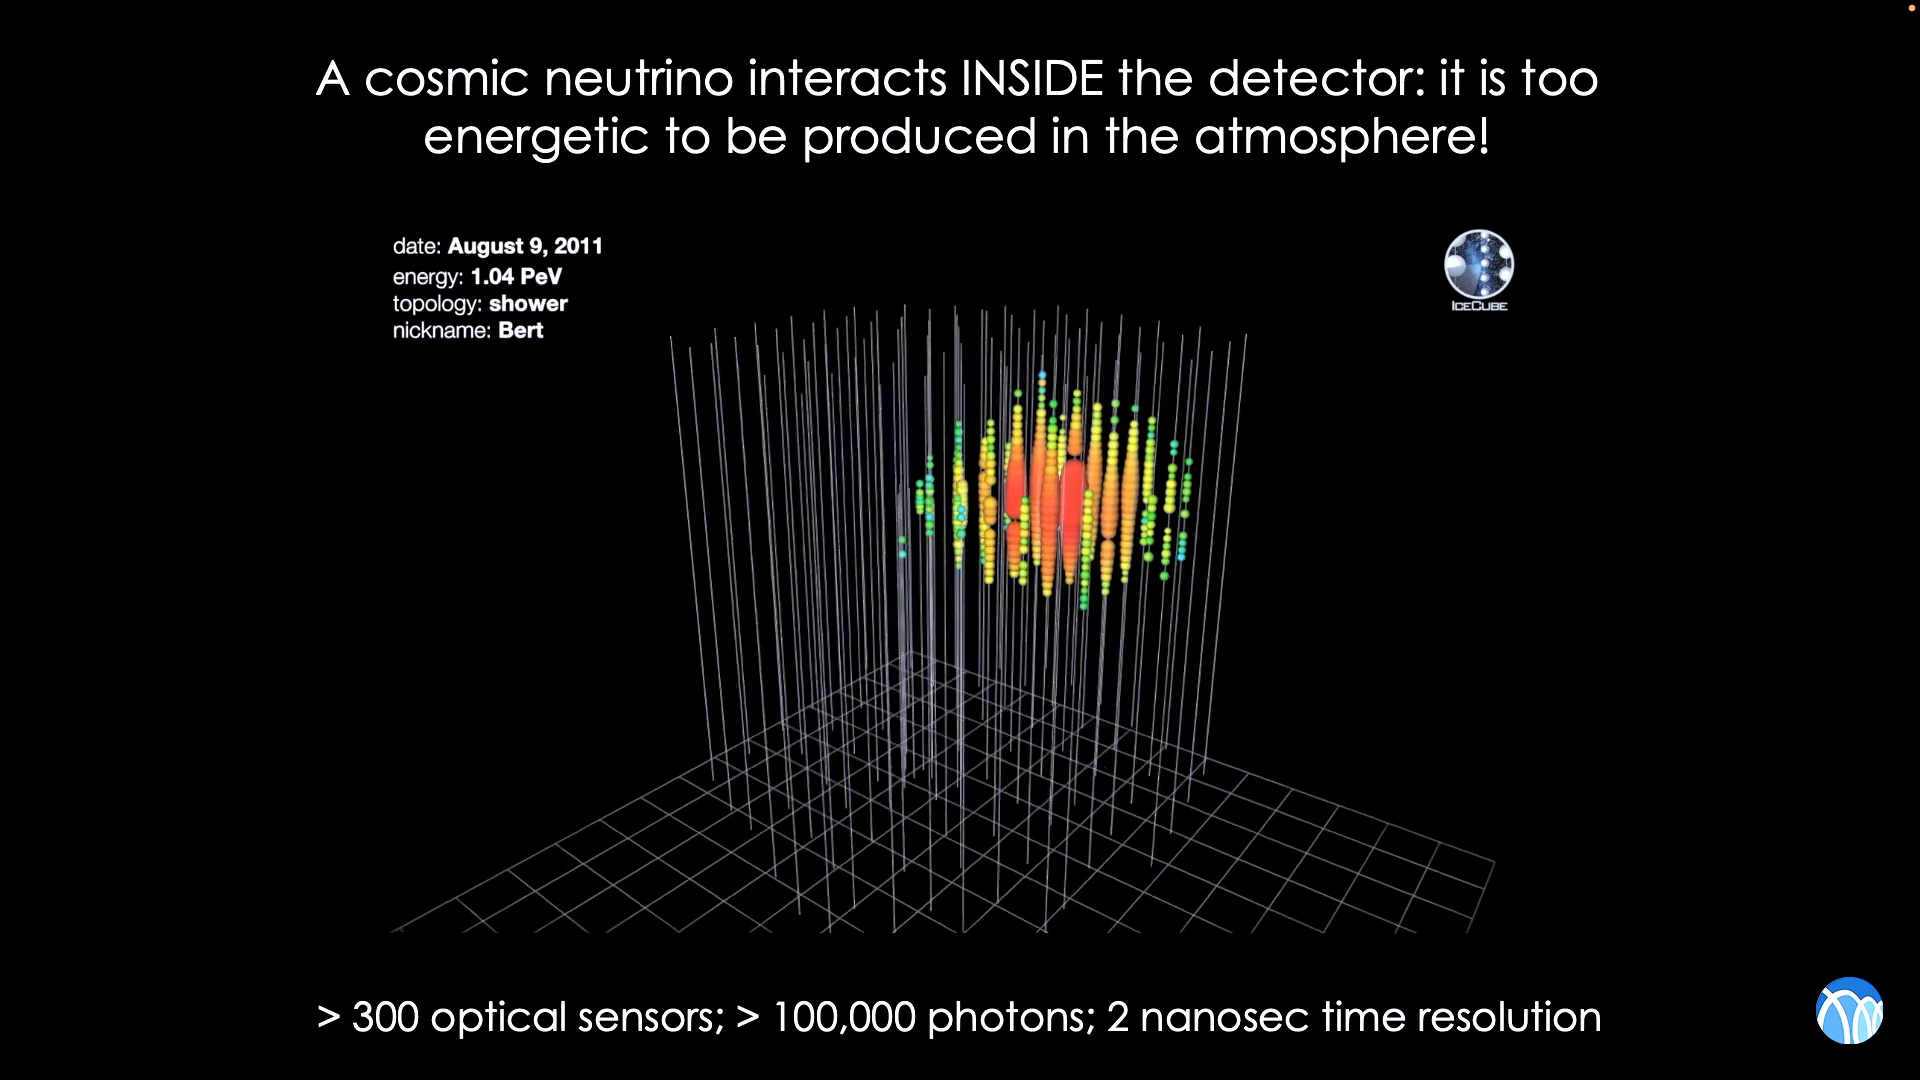 A cosmic neutrino interacts INSIDE the detector: it is too
energetic to be produced in the atmosphere!
date: August 9, 2011
energy: 1.04 PeV
topology: shower
nickname: Bert
ICECUBE
> 300 optical sensors; > 100,000 photons; 2 nanosec time resolution